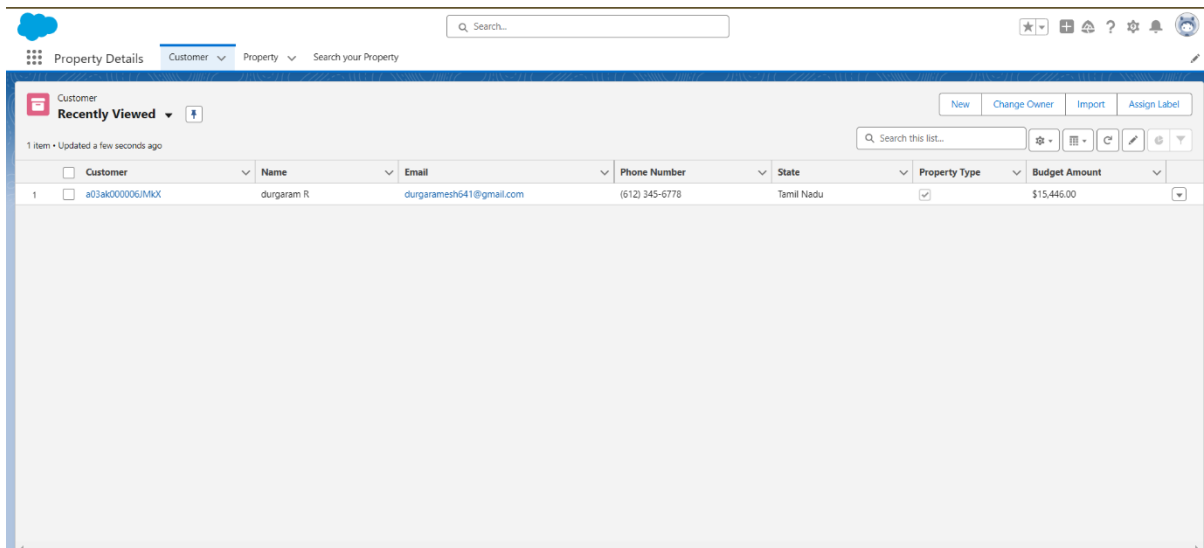 Search...
Property Details Customer Property Search your Property
Customer
Recently Viewed
New Change Owner Import Assign Label
1 item • Updated a few seconds ago
Search this list...
Customer Name Email Phone Number State Property Type Budget Amount
1 a03ak000006JMkX durgaram R durgaramesh641@gmail.com (612) 345-6778 Tamil Nadu $15,446.00